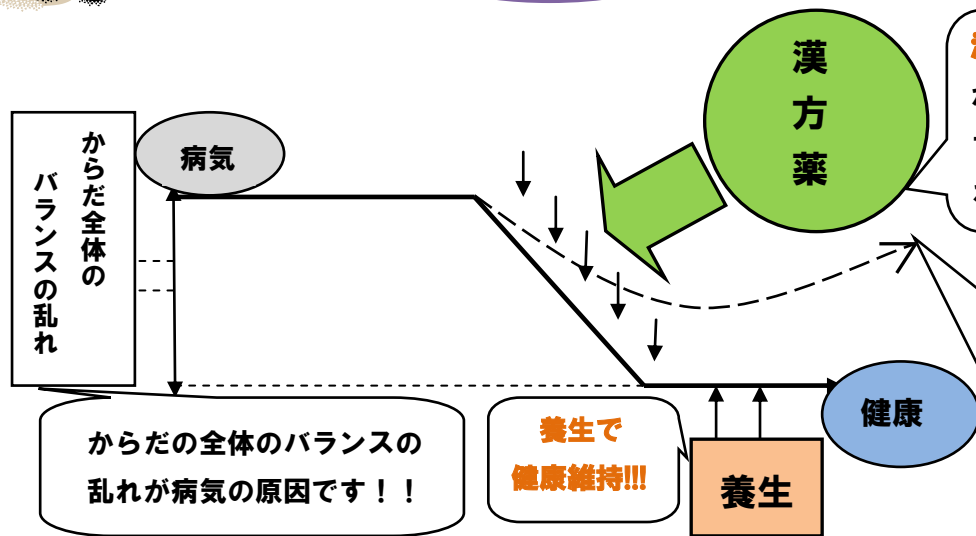 漢方薬
病気
からだ全体の
バランスの乱れ
健康
からだの全体のバランスの
乱れが病気の原因です！！
養生で
健康維持!!!
養生